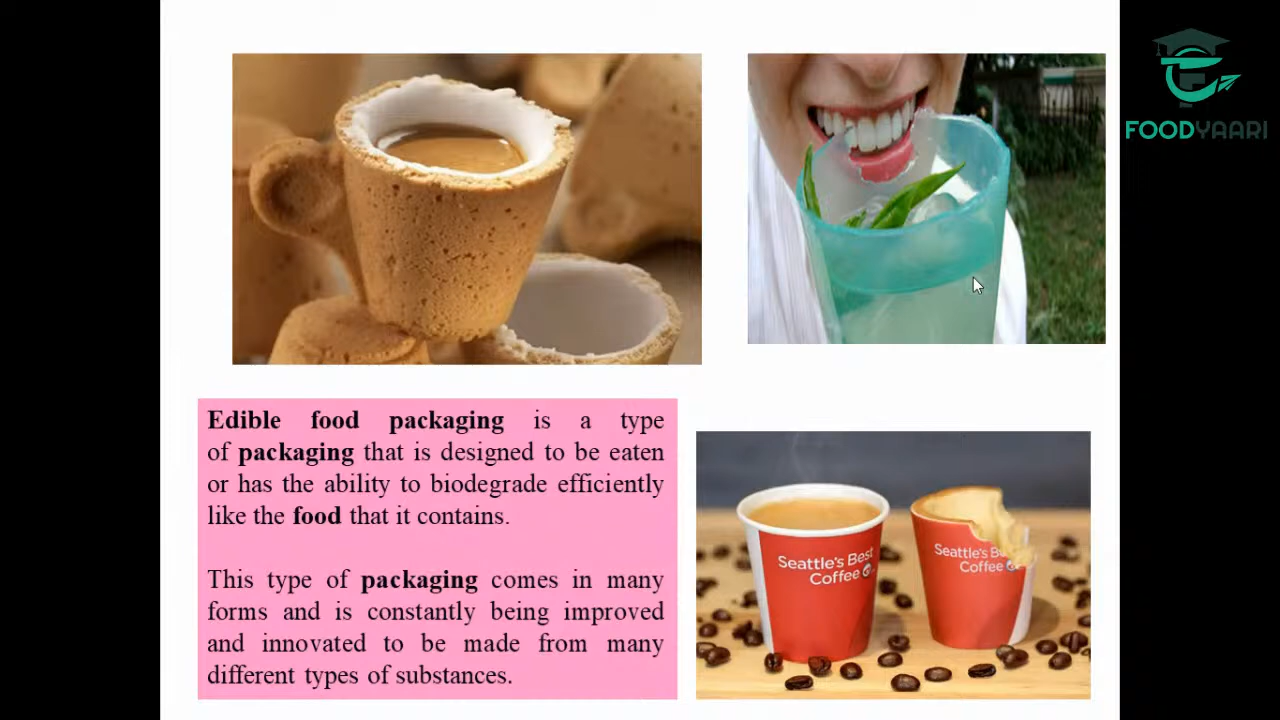 FOODYAARI
Edible food packaging is a type
of packaging that is designed to be eaten
or has the ability to biodegrade efficiently
like the food that it contains.
This type of packaging comes in many
forms and is constantly being improved
and innovated to be made from many
different types of substances.
Seattle's Best
Coffee
Seattle's Be
Coffee